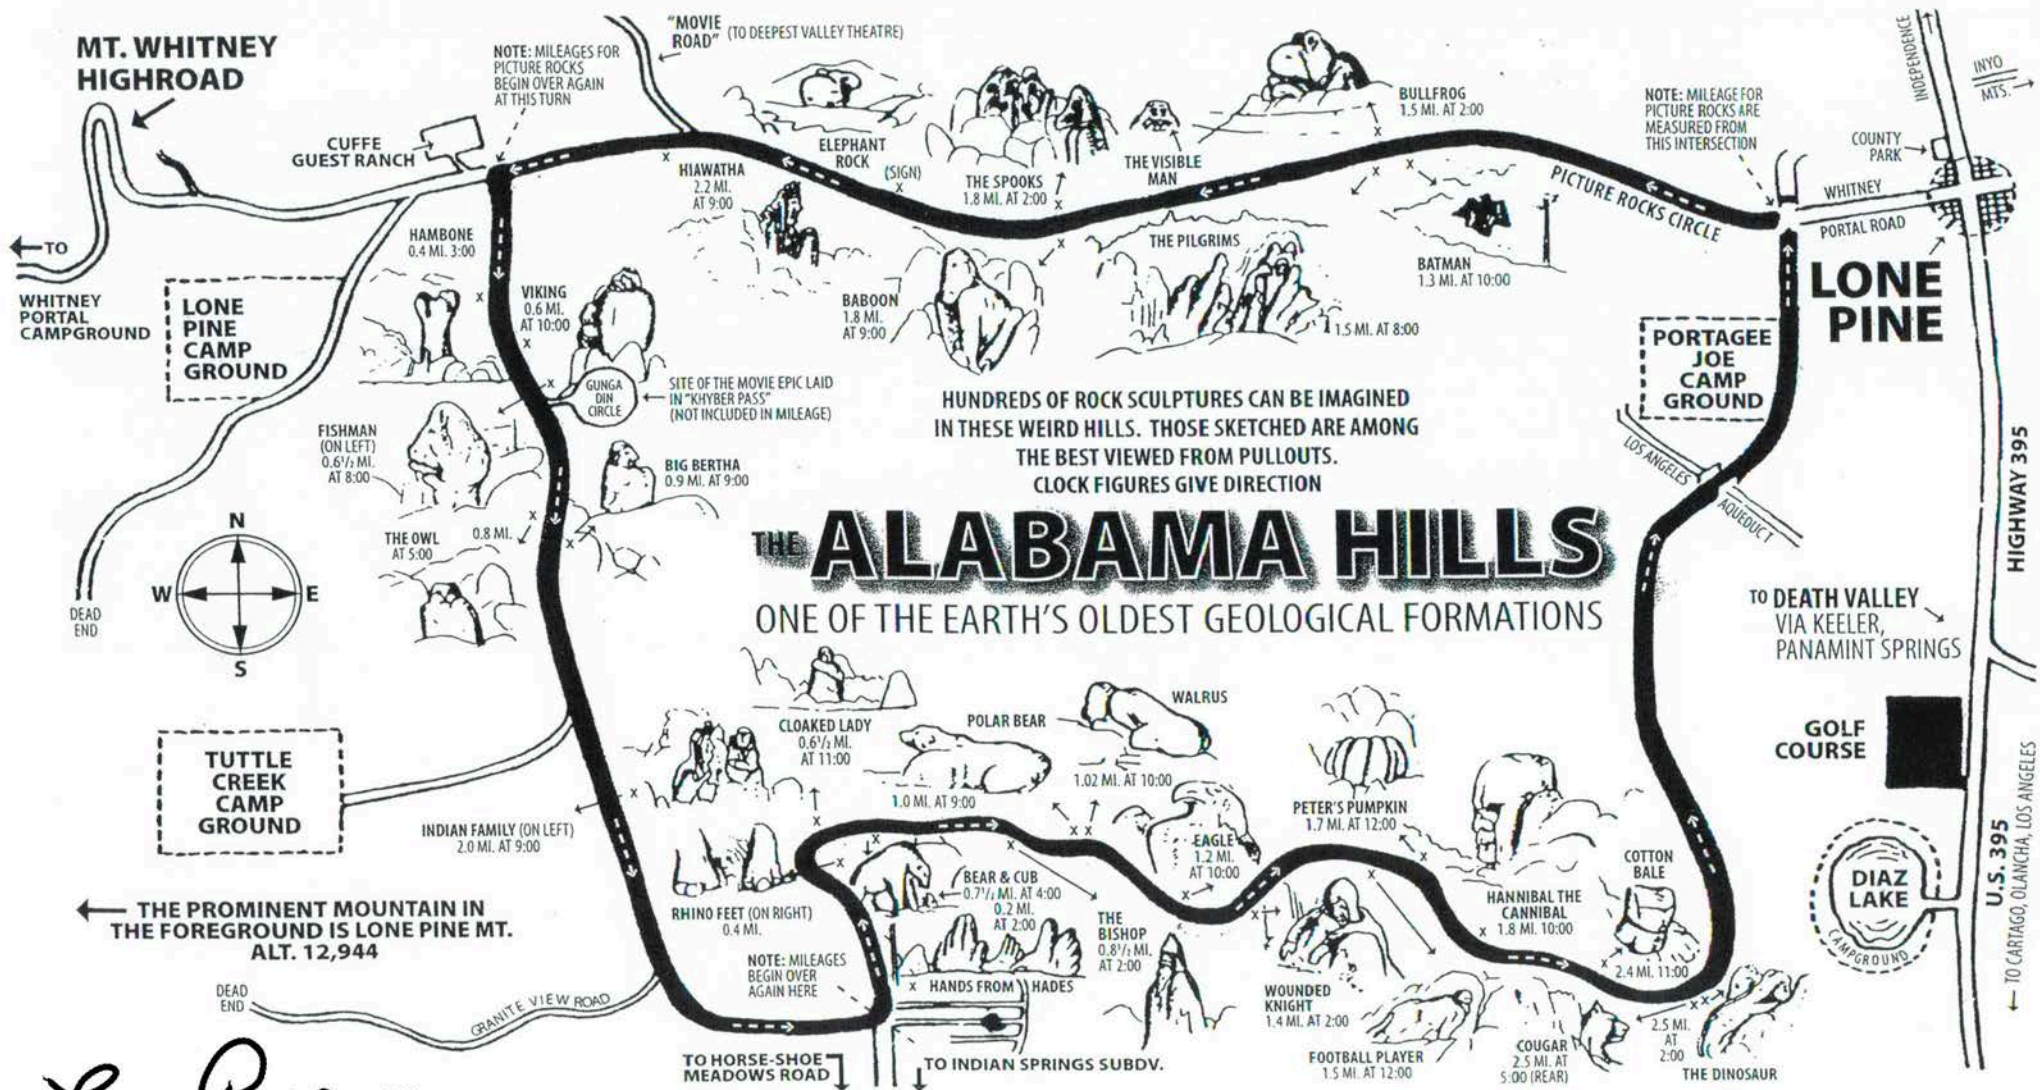 MT. WHITNEY
HIGHROAD
NOTE: MILEAGES FOR
PICTURE ROCKS
BEGIN OVER AGAIN
AT THIS TURN
"MOVIE
ROAD"
(TO DEEPEST VALLEY THEATRE)
CUFFE
GUEST RANCH
ELEPHANT
ROCK
(SIGN)
X
THE SPOOKS
1.8 MI. AT 2:00
THE VISIBLE
MAN
BULLFROG
1.5 MI. AT 2:00
NOTE: MILEAGE FOR
PICTURE ROCKS ARE
MEASURED FROM
THIS INTERSECTION
INDEPENDENCE
INYO
MTS.
COUNTY
PARK
WHITNEY
PORTAL ROAD
PICTURE ROCKS CIRCLE
LONE
PINE
HIAWATHA
2.2 MI.
AT 9:00
BABOON
1.8 MI.
AT 9:00
THE PILGRIMS
1.5 MI. AT 8:00
BATMAN
1.3 MI. AT 10:00
TO
WHITNEY
PORTAL
CAMPGROUND
LONE
PINE
CAMP
GROUND
HAMBONE
0.4 MI. 3:00
VIKING
0.6 MI.
AT 10:00
X
GUNGA
DIN
CIRCLE
SITE OF THE MOVIE EPIC LAID
IN "KHYBER PASS"
(NOT INCLUDED IN MILEAGE)
FISHMAN
(ON LEFT)
0.6 1/2 MI.
AT 8:00
BIG BERTHA
0.9 MI. AT 9:00
THE OWL
AT 5:00
0.8 MI.
N
W
E
S
DEAD
END
HUNDREDS OF ROCK SCULPTURES CAN BE IMAGINED
IN THESE WEIRD HILLS. THOSE SKETCHED ARE AMONG
THE BEST VIEWED FROM PULLOUTS.
CLOCK FIGURES GIVE DIRECTION
THE ALABAMA HILLS
ONE OF THE EARTH'S OLDEST GEOLOGICAL FORMATIONS
PORTAGEE
JOE
CAMP
GROUND
LOS ANGELES
AQUEDUCT
HIGHWAY 395
TO DEATH VALLEY
VIA KEELER,
PANAMINT SPRINGS
GOLF
COURSE
U.S. 395
TO CARTAGO, OLANCHA, LOS ANGELES
DIAZ
LAKE
CAMPGROUND
TUTTLE
CREEK
CAMP
GROUND
INDIAN FAMILY (ON LEFT)
2.0 MI. AT 9:00
CLOAKED LADY
0.6 1/2 MI.
AT 11:00
POLAR BEAR
1.0 MI. AT 9:00
WALRUS
1.02 MI. AT 10:00
EAGLE
1.2 MI.
AT 10:00
PETER'S PUMPKIN
1.7 MI. AT 12:00
HANNIBAL THE
CANNIBAL
1.8 MI. 10:00
COTTON
BALE
2.4 MI. 11:00
RHINO FEET (ON RIGHT)
0.4 MI.
BEAR & CUB
0.7 1/2 MI. AT 4:00
0.2 MI.
AT 2:00
HANDS FROM HADES
THE
BISHOP
0.8 1/2 MI.
AT 2:00
WOUNDED
KNIGHT
1.4 MI. AT 2:00
FOOTBALL PLAYER
1.5 MI. AT 12:00
COUGAR
2.5 MI. AT
5:00 (REAR)
2.5 MI.
AT
2:00
THE DINOSAUR
THE PROMINENT MOUNTAIN IN
THE FOREGROUND IS LONE PINE MT.
ALT. 12,944
NOTE: MILEAGES
BEGIN OVER
AGAIN HERE
DEAD
END
GRANITE VIEW ROAD
TO HORSE-SHOE
MEADOWS ROAD
TO INDIAN SPRINGS SUBDV.